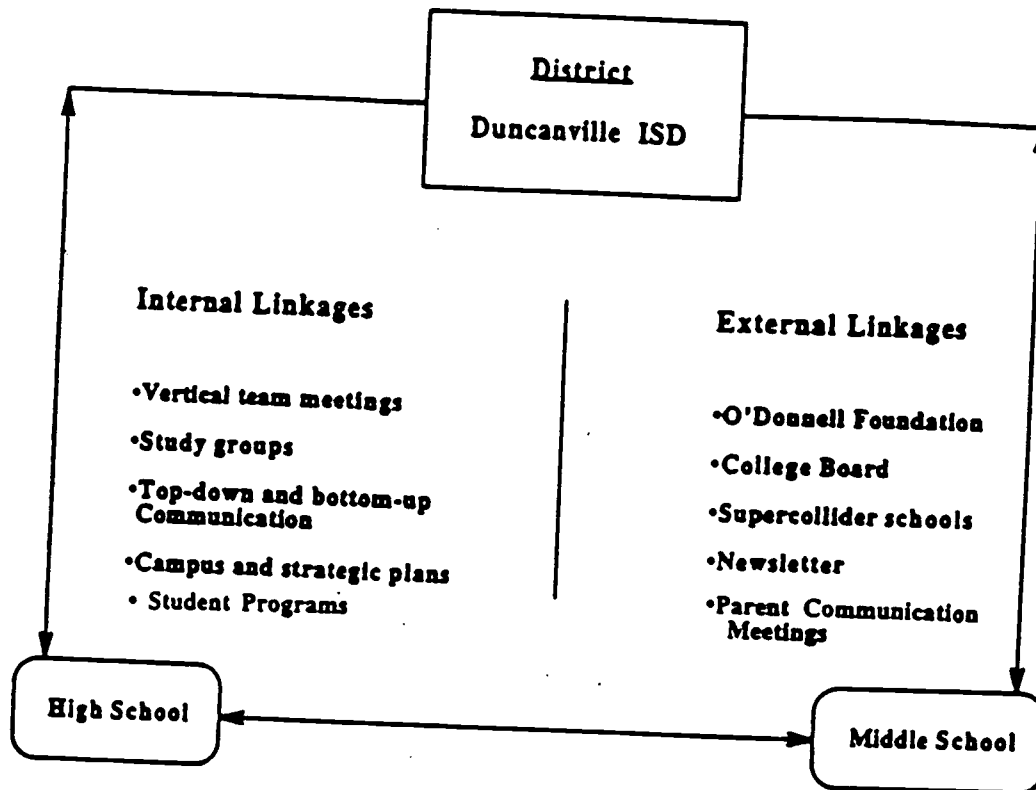 District
Duncanville ISD
Internal Linkages
•Vertical team meetings
•Study groups
•Top-down and bottom-up
Communication
•Campus and strategic plans
• Student Programs
External Linkages
•O'Donnell Foundation
•College Board
•Supercollider schools
•Newsletter
•Parent Communication
Meetings
High School
Middle School